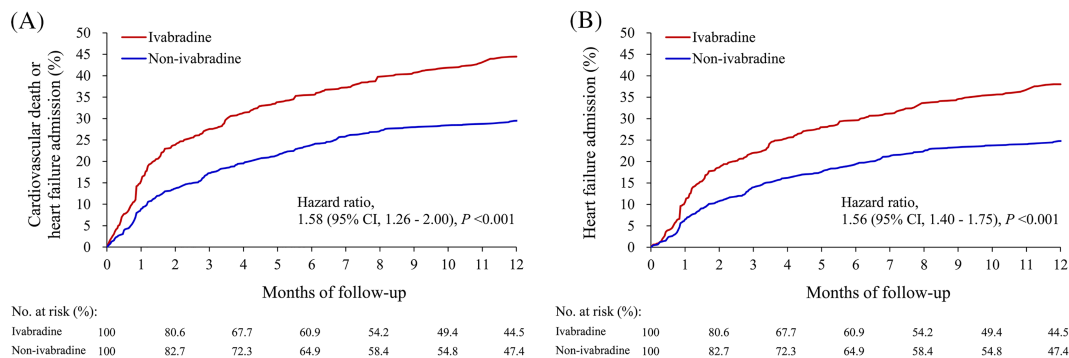 (A)
Cardiovascular death or
heart failure admission (%)
50
45
40
35
30
25
20
15
10
5
0
Ivabradine
Non-ivabradine
Hazard ratio,
1.58 (95% CI, 1.26 - 2.00), P <0.001
0 1 2 3 4 5 6 7 8 9 10 11 12
Months of follow-up
No. at risk (%):
Ivabradine 100 80.6 67.7 60.9 54.2 49.4 44.5
Non-ivabradine 100 82.7 72.3 64.9 58.4 54.8 47.4
(B)
Heart failure admission (%)
50
45
40
35
30
25
20
15
10
5
0
Ivabradine
Non-ivabradine
Hazard ratio,
1.56 (95% CI, 1.40 - 1.75), P <0.001
0 1 2 3 4 5 6 7 8 9 10 11 12
Months of follow-up
No. at risk (%):
Ivabradine 100 80.6 67.7 60.9 54.2 49.4 44.5
Non-ivabradine 100 82.7 72.3 64.9 58.4 54.8 47.4